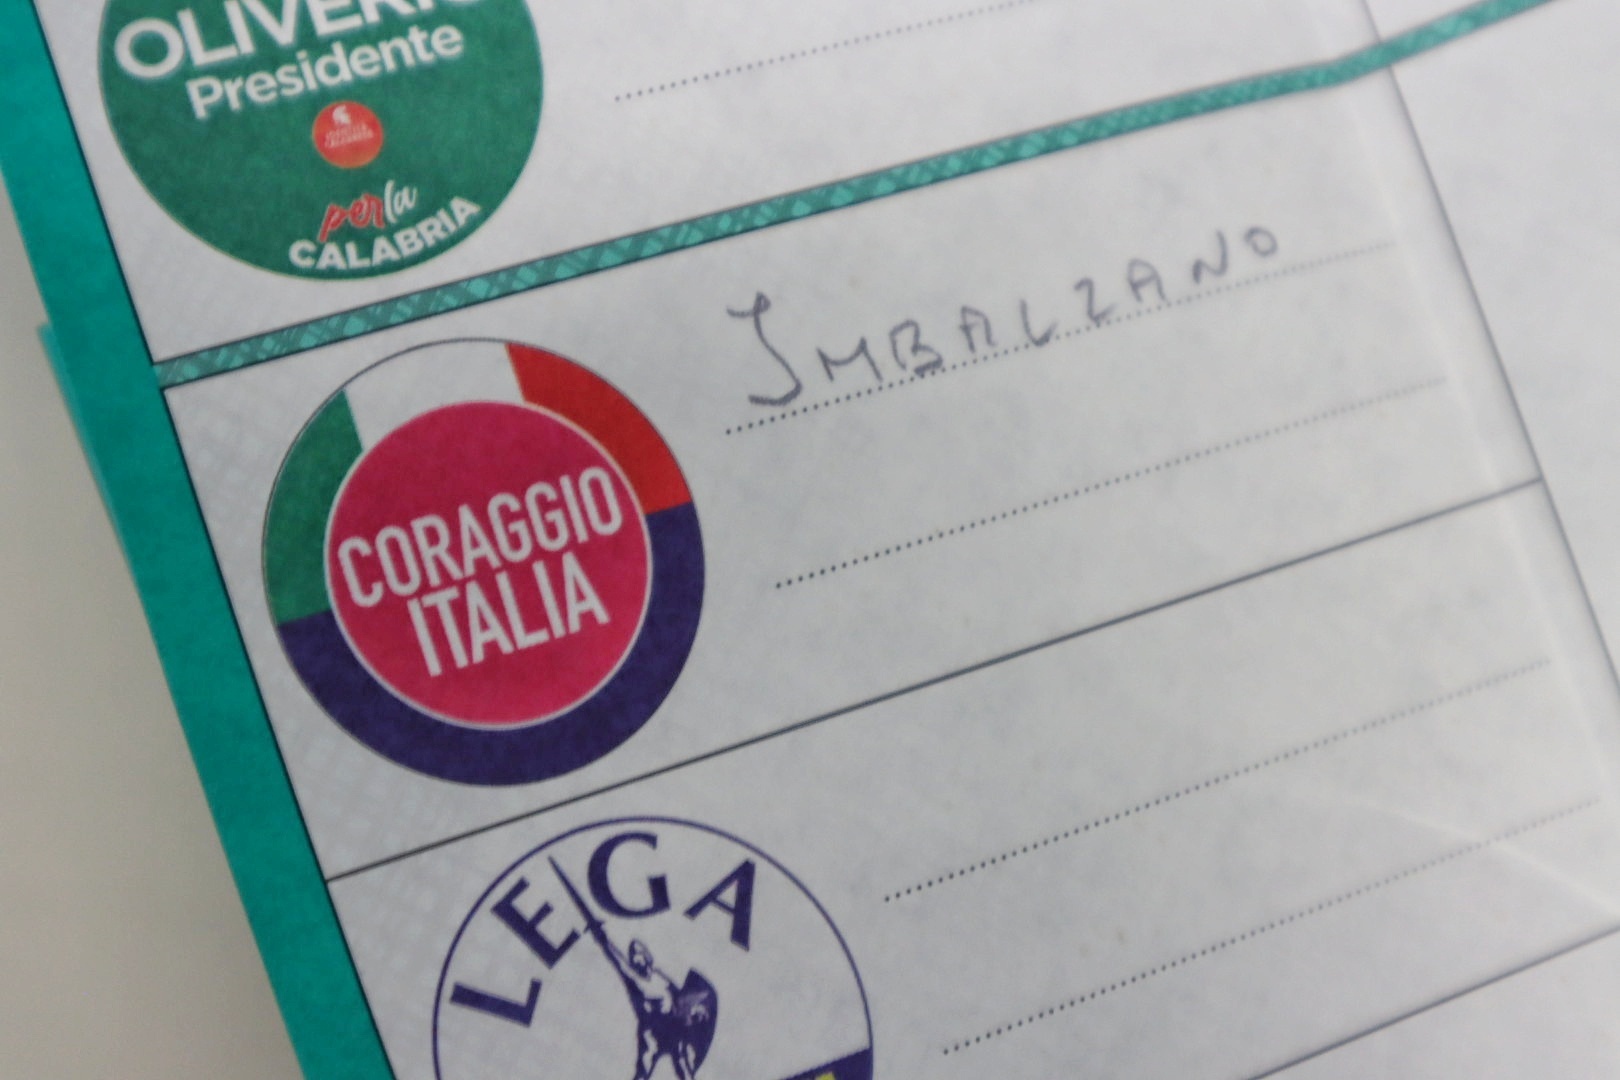 OLIVERIO
Presidente
per la
CALABRIA
IMBALZANO
CORAGGIO
ITALIA
LEGA